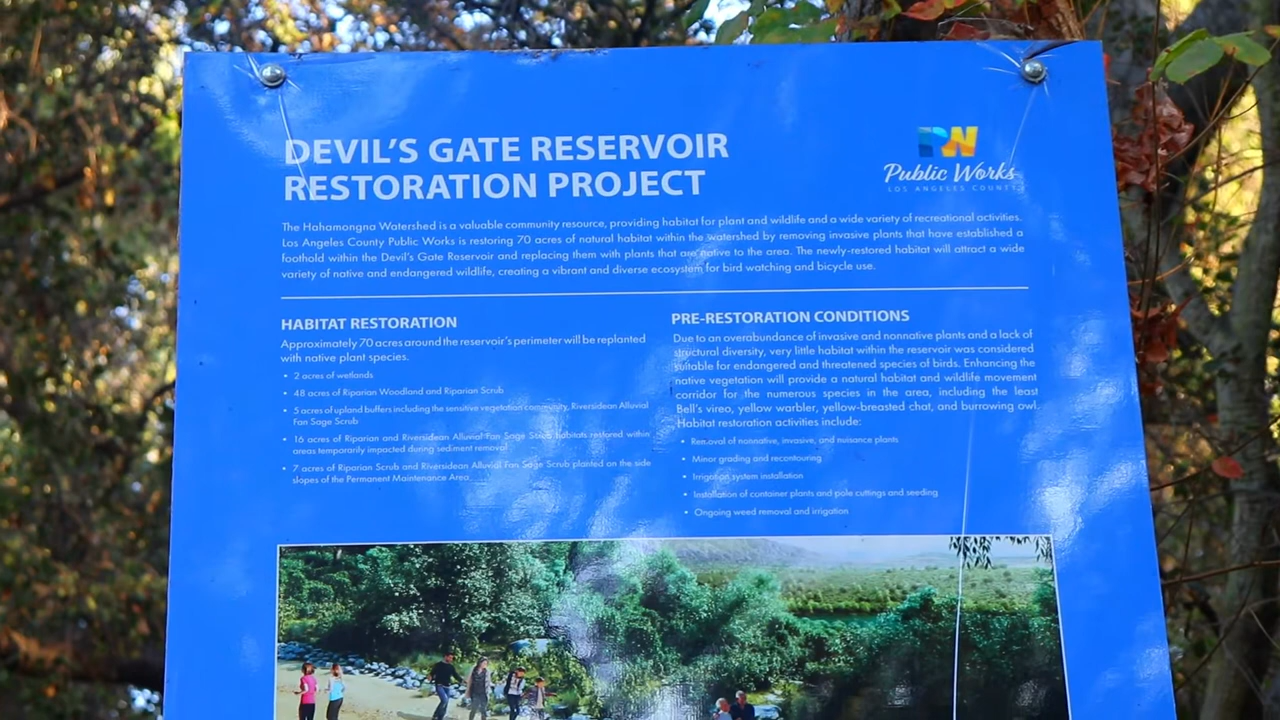 DEVIL'S GATE RESERVOIR
RESTORATION PROJECT
PW
Public Works
LOS ANGELES COUNTY
The Hahamongna Watershed is a valuable community resource, providing habitat for plant and wildlife and a wide variety of recreational activities.
Los Angeles County Public Works is restoring 70 acres of natural habitat within the watershed by removing invasive plants that have established a
foothold within the Devil's Gate Reservoir and replacing them with plants that are native to the area. The newly-restored habitat will attract a wide
variety of native and endangered wildlife, creating a vibrant and diverse ecosystem for bird watching and bicycle use.
HABITAT RESTORATION
Approximately 70 acres around the reservoir's perimeter will be replanted
with native plant species.
• 2 acres of wetlands
• 48 acres of Riparian Woodland and Riparian Scrub
• 5 acres of upland buffers including the sensitive vegetation community, Riversidean Alluvial
Fan Sage Scrub
• 16 acres of Riparian and Riversidean Alluvial Fan Sage Scrub habitats restored within
areas temporarily impacted during sediment removal
• 7 acres of Riparian Scrub and Riversidean Alluvial Fan Sage Scrub planted on the side
slopes of the Permanent Maintenance Area
PRE-RESTORATION CONDITIONS
Due to an overabundance of invasive and nonnative plants and a lack of
structural diversity, very little habitat within the reservoir was considered
suitable for endangered and threatened species of birds. Enhancing the
native vegetation will provide a natural habitat and wildlife movement
corridor for the numerous species in the area, including the least
Bell's vireo, yellow warbler, yellow-breasted chat, and burrowing owl.
Habitat restoration activities include:
• Removal of nonnative, invasive, and nuisance plants
• Minor grading and recontouring
• Irrigation system installation
• Installation of container plants and pole cuttings and seeding
• Ongoing weed removal and irrigation